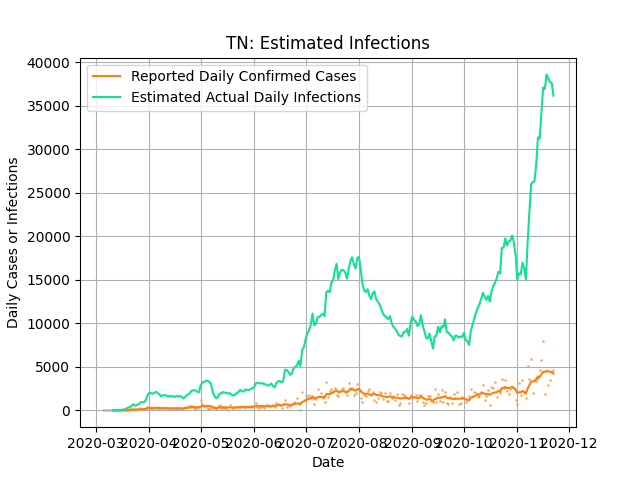 TN: Estimated Infections
Reported Daily Confirmed Cases
Estimated Actual Daily Infections
Daily Cases or Infections
40000
35000
30000
25000
20000
15000
10000
5000
0
2020-03 2020-04 2020-05 2020-06 2020-07 2020-08 2020-09 2020-10 2020-11 2020-12
Date